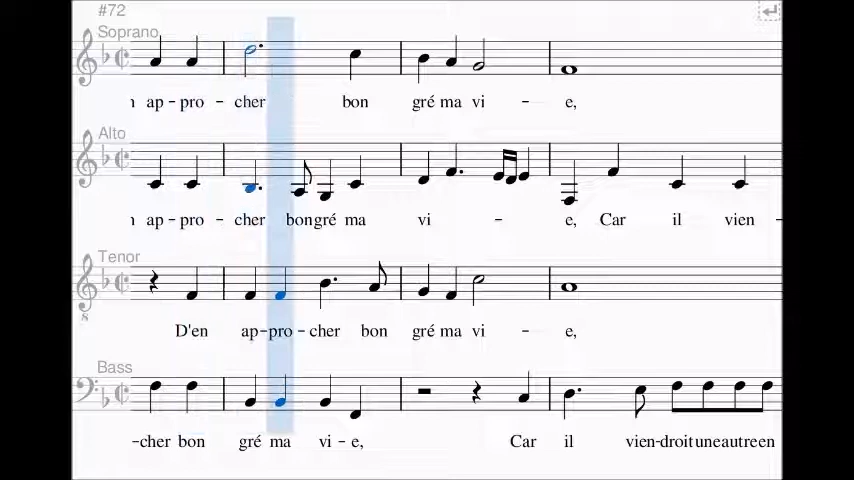 #72
Soprano
ap - pro - cher bon gré ma vi - e,
Alto
ap - pro - cher bongré ma vi - e, Car il vien -
Tenor
8
D'en ap-pro-cher bon gré ma vi - e,
Bass
-cher bon gré ma vi - e, Car il vien-droituneautreen